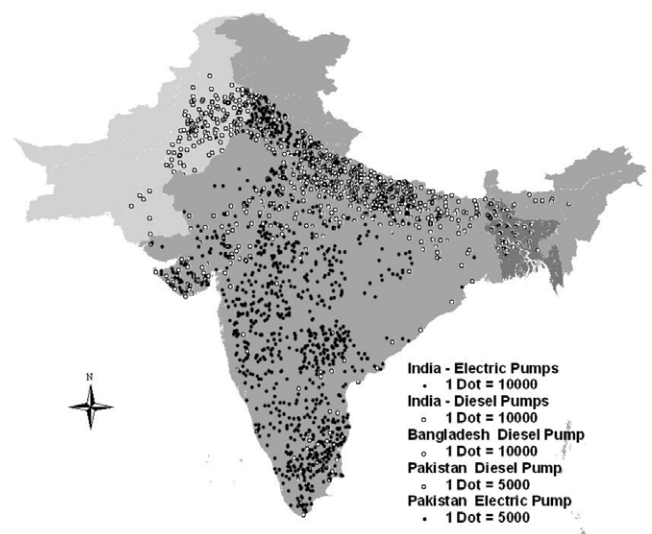 N
India - Electric Pumps
1 Dot = 10000
India - Diesel Pumps
1 Dot = 10000
Bangladesh Diesel Pump
1 Dot = 10000
Pakistan Diesel Pump
1 Dot = 5000
Pakistan Electric Pump
1 Dot = 5000